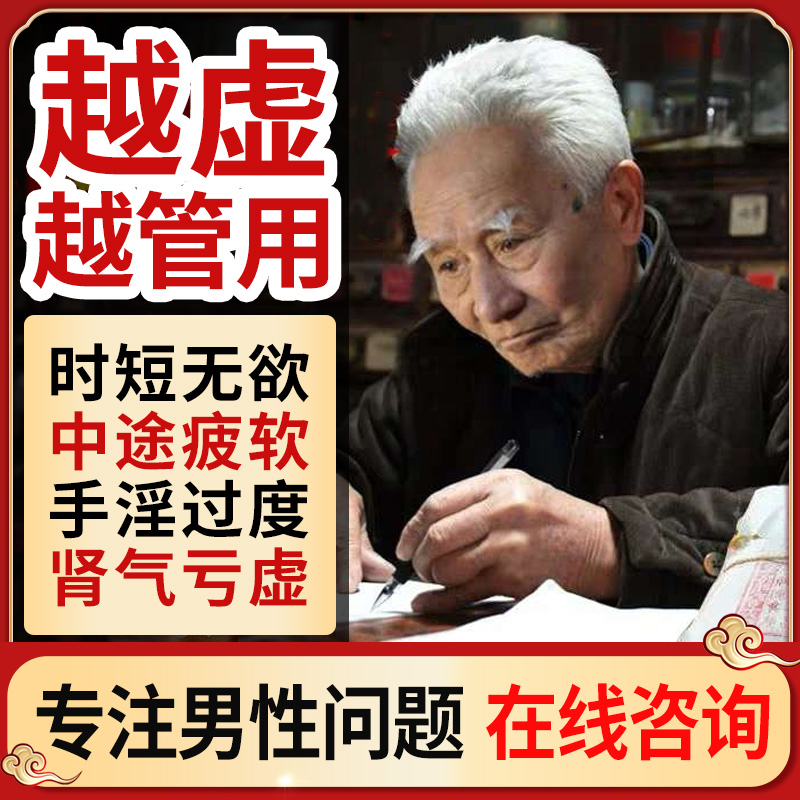 越虚
越管用
时短无欲
中途疲软
手淫过度
肾气亏虚
专注男性问题 在线咨询